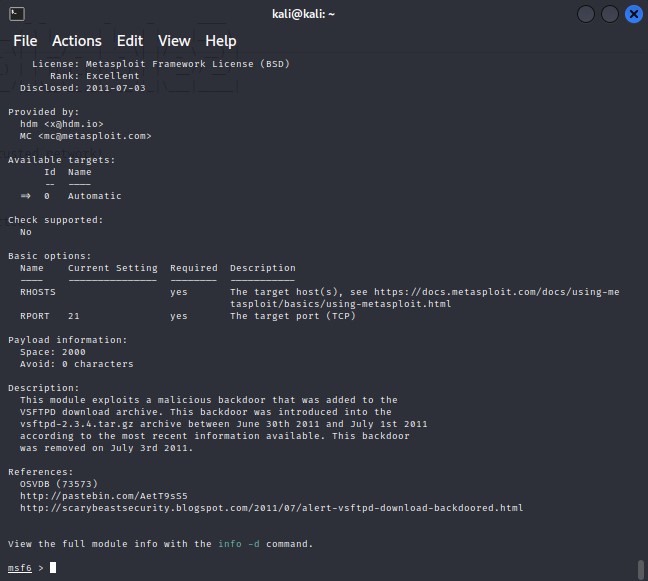 kali@kali: ~
File Actions Edit View Help
License: Metasploit Framework License (BSD)
Rank: Excellent
Disclosed: 2011-07-03
Provided by:
hdm <x@hdm.io>
MC <mc@metasploit.com>
Available targets:
Id Name
-- ----
=> 0 Automatic
Check supported:
No
Basic options:
Name Current Setting Required Description
---- --------------- -------- -----------
RHOSTS yes The target host(s), see https://docs.metasploit.com/docs/using-me
tasploit/basics/using-metasploit.html
RPORT 21 yes The target port (TCP)
Payload information:
Space: 2000
Avoid: 0 characters
Description:
This module exploits a malicious backdoor that was added to the
VSFTPD download archive. This backdoor was introduced into the
vsftpd-2.3.4.tar.gz archive between June 30th 2011 and July 1st 2011
according to the most recent information available. This backdoor
was removed on July 3rd 2011.
References:
OSVDB (73573)
http://pastebin.com/AetT9sS5
http://scarybeastsecurity.blogspot.com/2011/07/alert-vsftpd-download-backdoored.html
View the full module info with the info -d command.
msf6 >